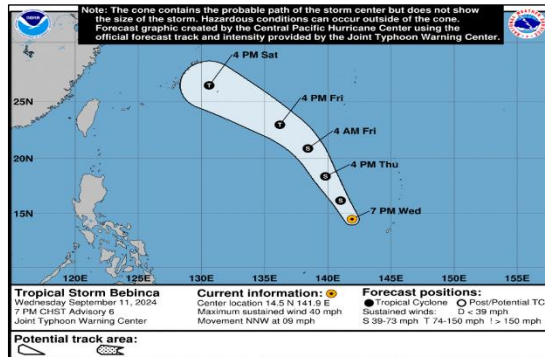 Note: The cone contains the probable path of the storm center but does not show
the size of the storm. Hazardous conditions can occur outside of the cone.
Forecast graphic created by the Central Pacific Hurricane Center using the
official forecast track and intensity provided by the Joint Typhoon Warning Center.
4 PM Sat
25N
T
4 PM Fri
T
4 AM Fri
S
20N
4 PM Thu
S
S
7 PM Wed
15N
120E
125E
130E
135E
140E
145E
150E
155E
Tropical Storm Bebinca
Wednesday September 11, 2024
7 PM CHST Advisory 6
Joint Typhoon Warning Center
Current information:
Center location 14.5 N 141.9 E
Maximum sustained wind 40 mph
Movement NNW at 09 mph
Forecast positions:
Tropical Cyclone Post/Potential TC
Sustained winds: D < 39 mph
S 39-73 mph T 74-150 mph ! > 150 mph
Potential track area: